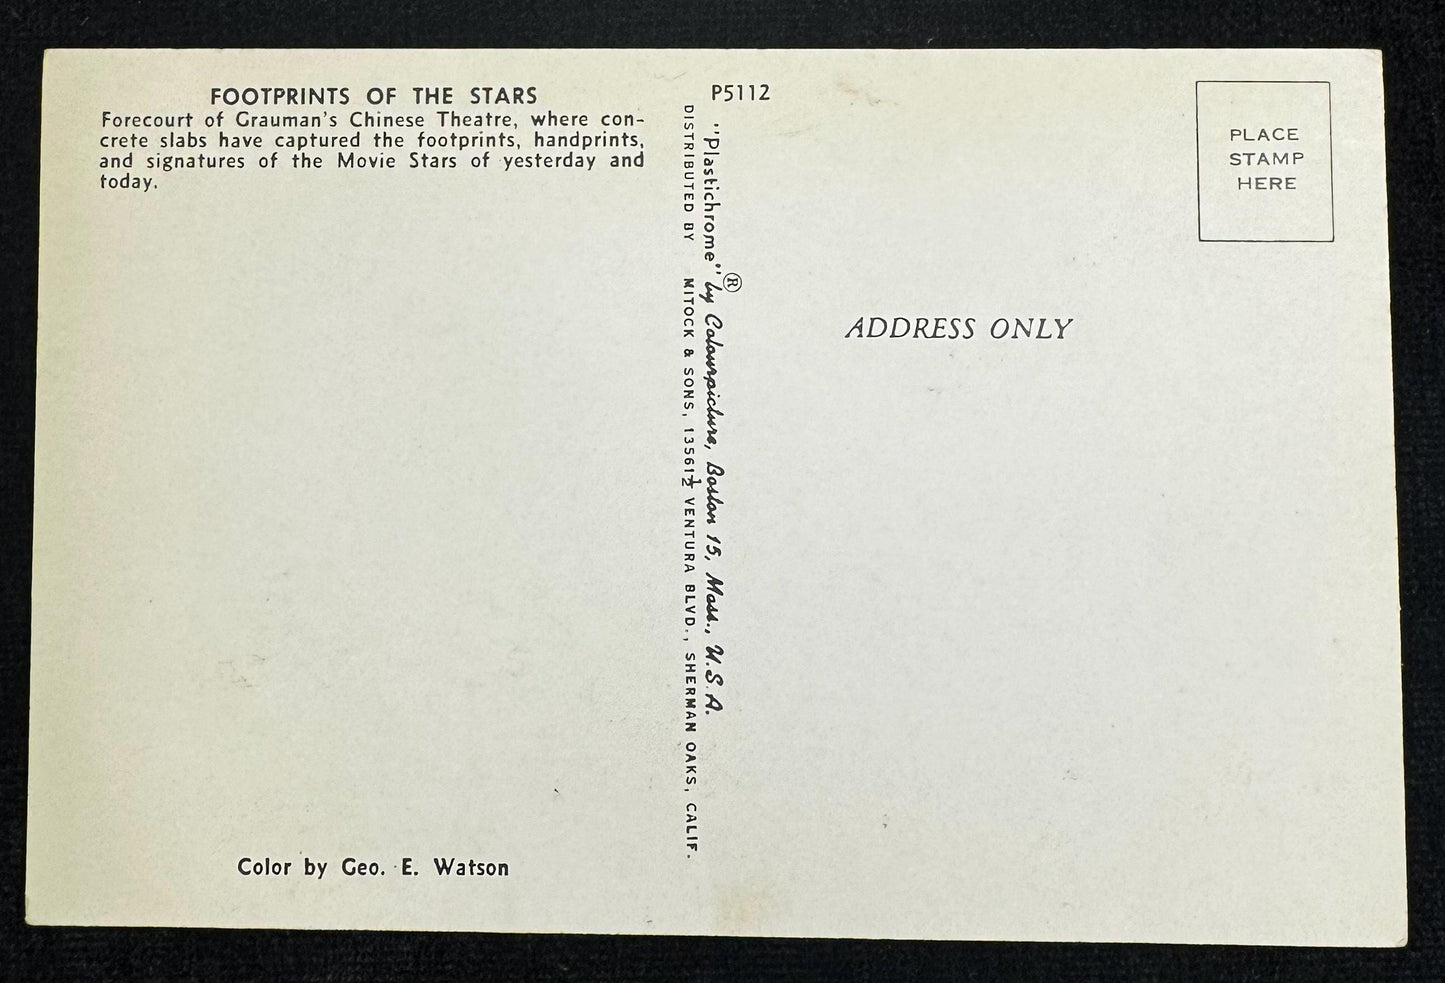 FOOTPRINTS OF THE STARS
Forecourt of Grauman's Chinese Theatre, where con-
crete slabs have captured the footprints, handprints,
and signatures of the Movie Stars of yesterday and
today.
Color by Geo. E. Watson
P5112
"Plastichrome"® by Colourpicture, Boston 15, Mass., U.S.A.
DISTRIBUTED BY MITOCK & SONS, 13561½ VENTURA BLVD., SHERMAN OAKS, CALIF.
PLACE
STAMP
HERE
ADDRESS ONLY